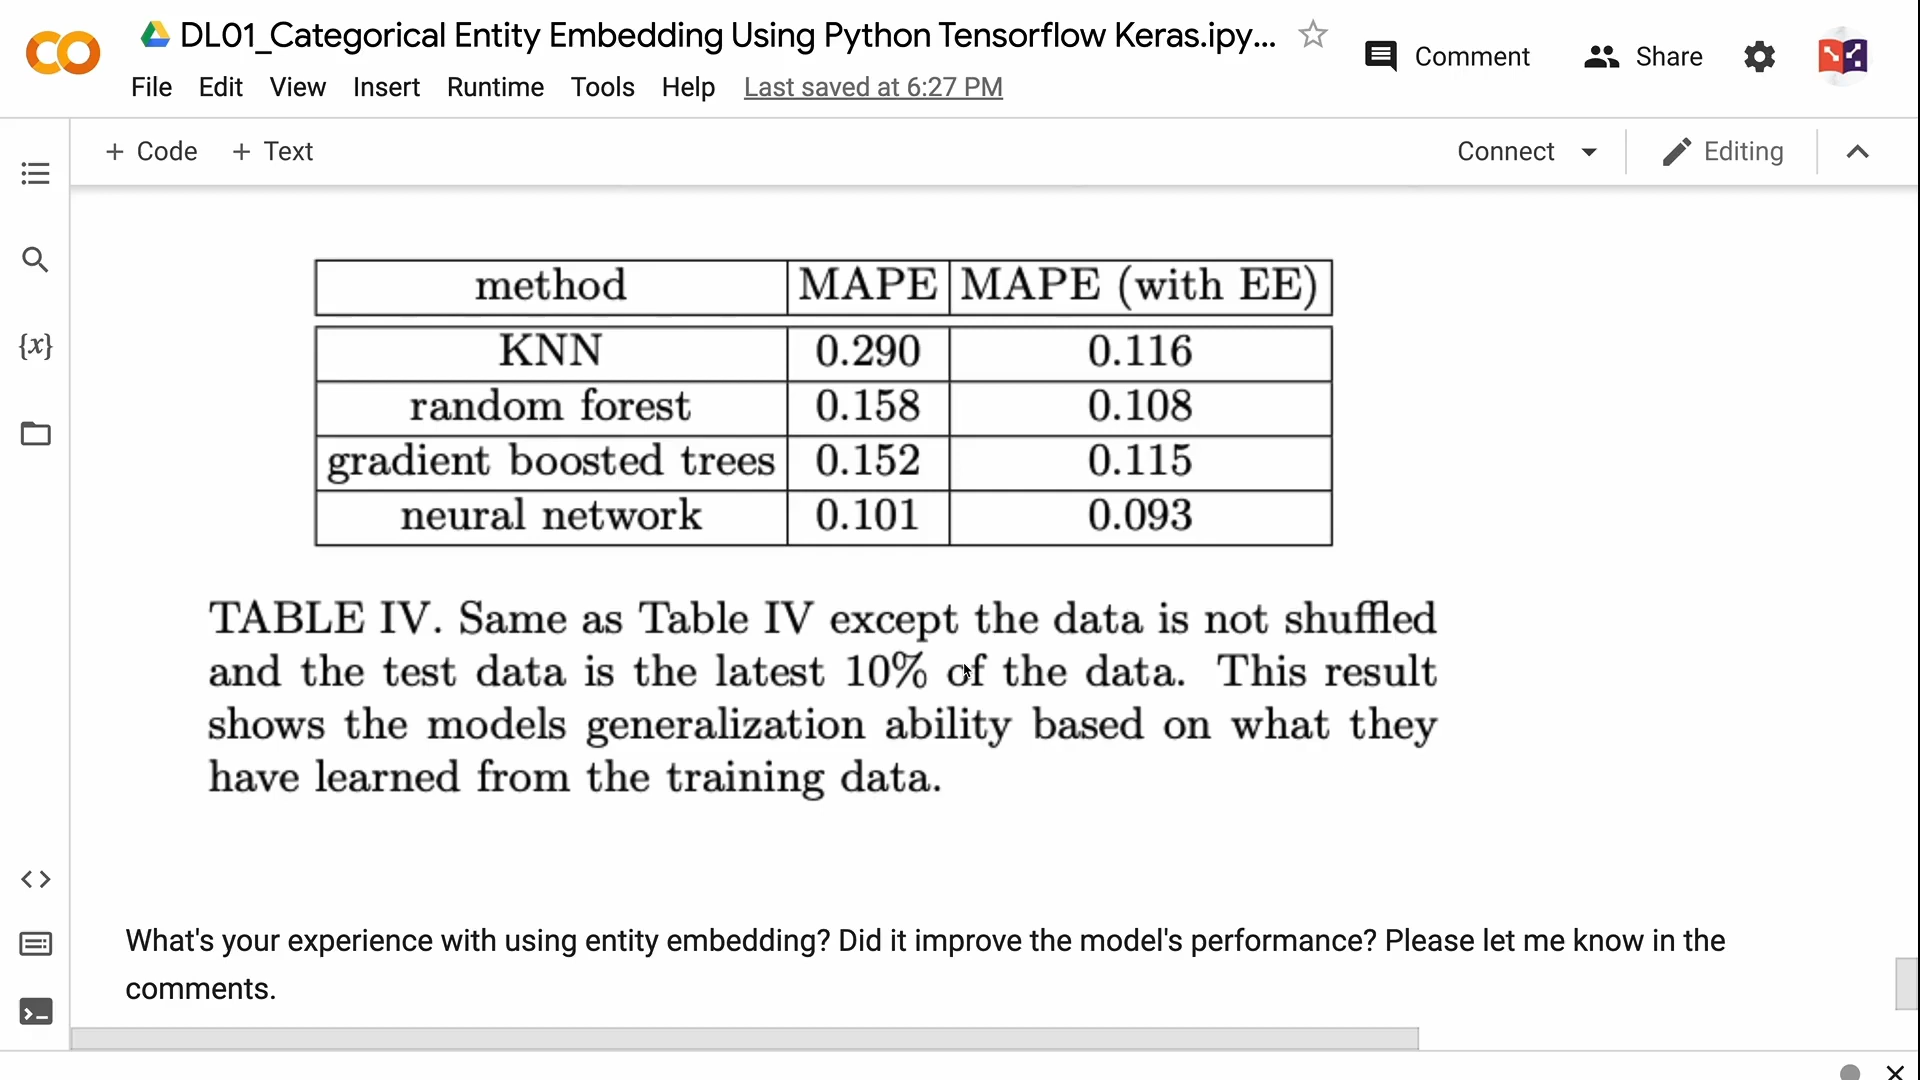 DL01_Categorical Entity Embedding Using Python Tensorflow Keras.ipy...
Comment
Share
File Edit View Insert Runtime Tools Help Last saved at 6:27 PM
+ Code + Text
Connect
Editing
{x}
method MAPE MAPE (with EE)
KNN 0.290 0.116
random forest 0.158 0.108
gradient boosted trees 0.152 0.115
neural network 0.101 0.093
TABLE IV. Same as Table IV except the data is not shuffled
and the test data is the latest 10% of the data. This result
shows the models generalization ability based on what they
have learned from the training data.
What's your experience with using entity embedding? Did it improve the model's performance? Please let me know in the
comments.